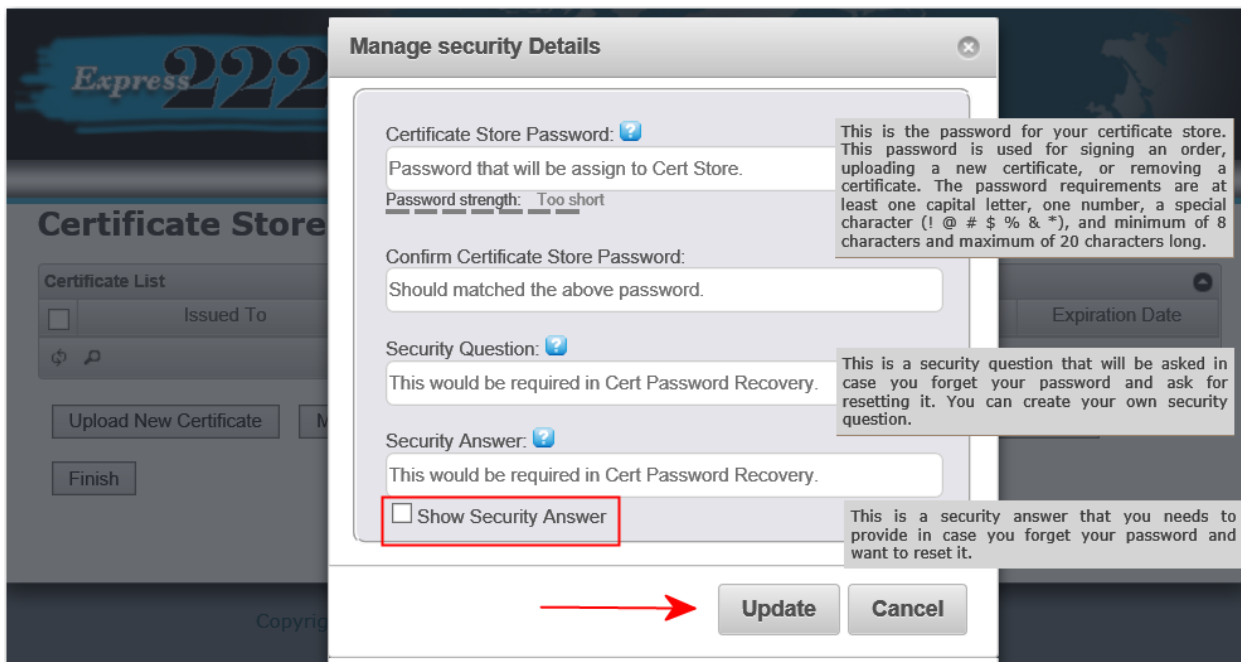 Express 222
Manage security Details
Certificate Store Password:
Password that will be assign to Cert Store.
Password strength: Too short
This is the password for your certificate store.
This password is used for signing an order,
uploading a new certificate, or removing a
certificate. The password requirements are at
least one capital letter, one number, a special
character (! @ # $ % & *), and minimum of 8
characters and maximum of 20 characters long.
Certificate Store
Confirm Certificate Store Password:
Should matched the above password.
Certificate List
Issued To
Expiration Date
Security Question:
This would be required in Cert Password Recovery.
This is a security question that will be asked in
case you forget your password and ask for
resetting it. You can create your own security
question.
Upload New Certificate
M
Security Answer:
This would be required in Cert Password Recovery.
Finish
Show Security Answer
This is a security answer that you needs to
provide in case you forget your password and
want to reset it.
Update
Cancel
Copyrig